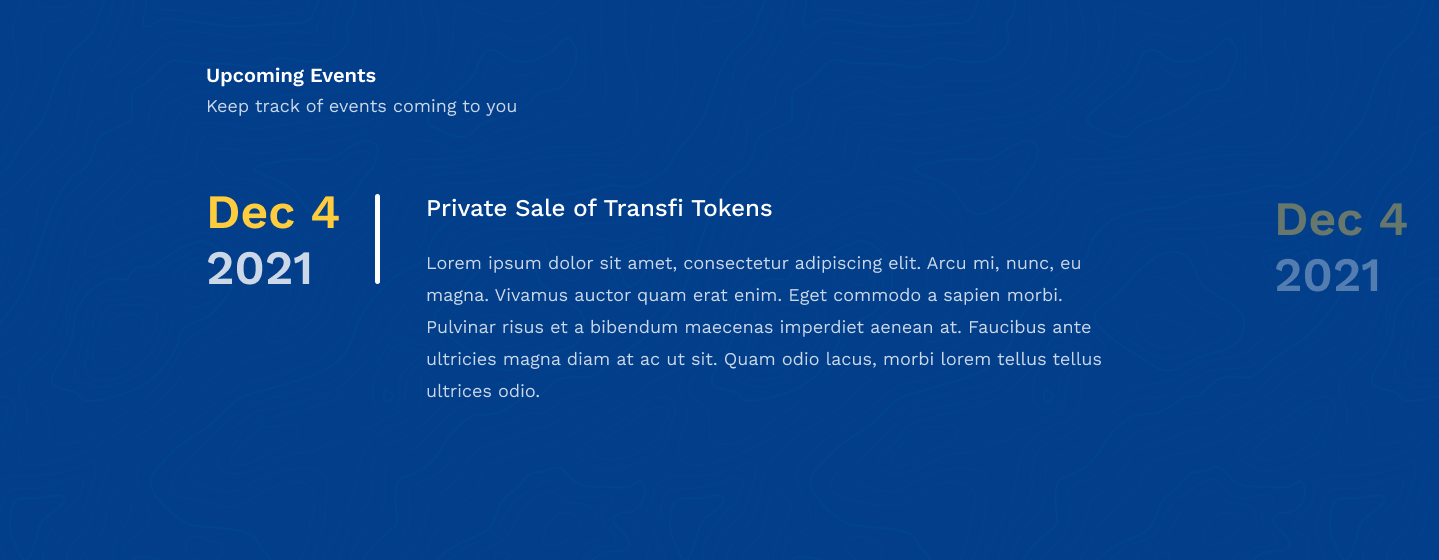 Upcoming Events
Keep track of events coming to you
Dec 4
2021
Private Sale of Transfi Tokens
Lorem ipsum dolor sit amet, consectetur adipiscing elit. Arcu mi, nunc, eu
magna. Vivamus auctor quam erat enim. Eget commodo a sapien morbi.
Pulvinar risus et a bibendum maecenas imperdiet aenean at. Faucibus ante
ultricies magna diam at ac ut sit. Quam odio lacus, morbi lorem tellus tellus
ultrices odio.
Dec 4
2021